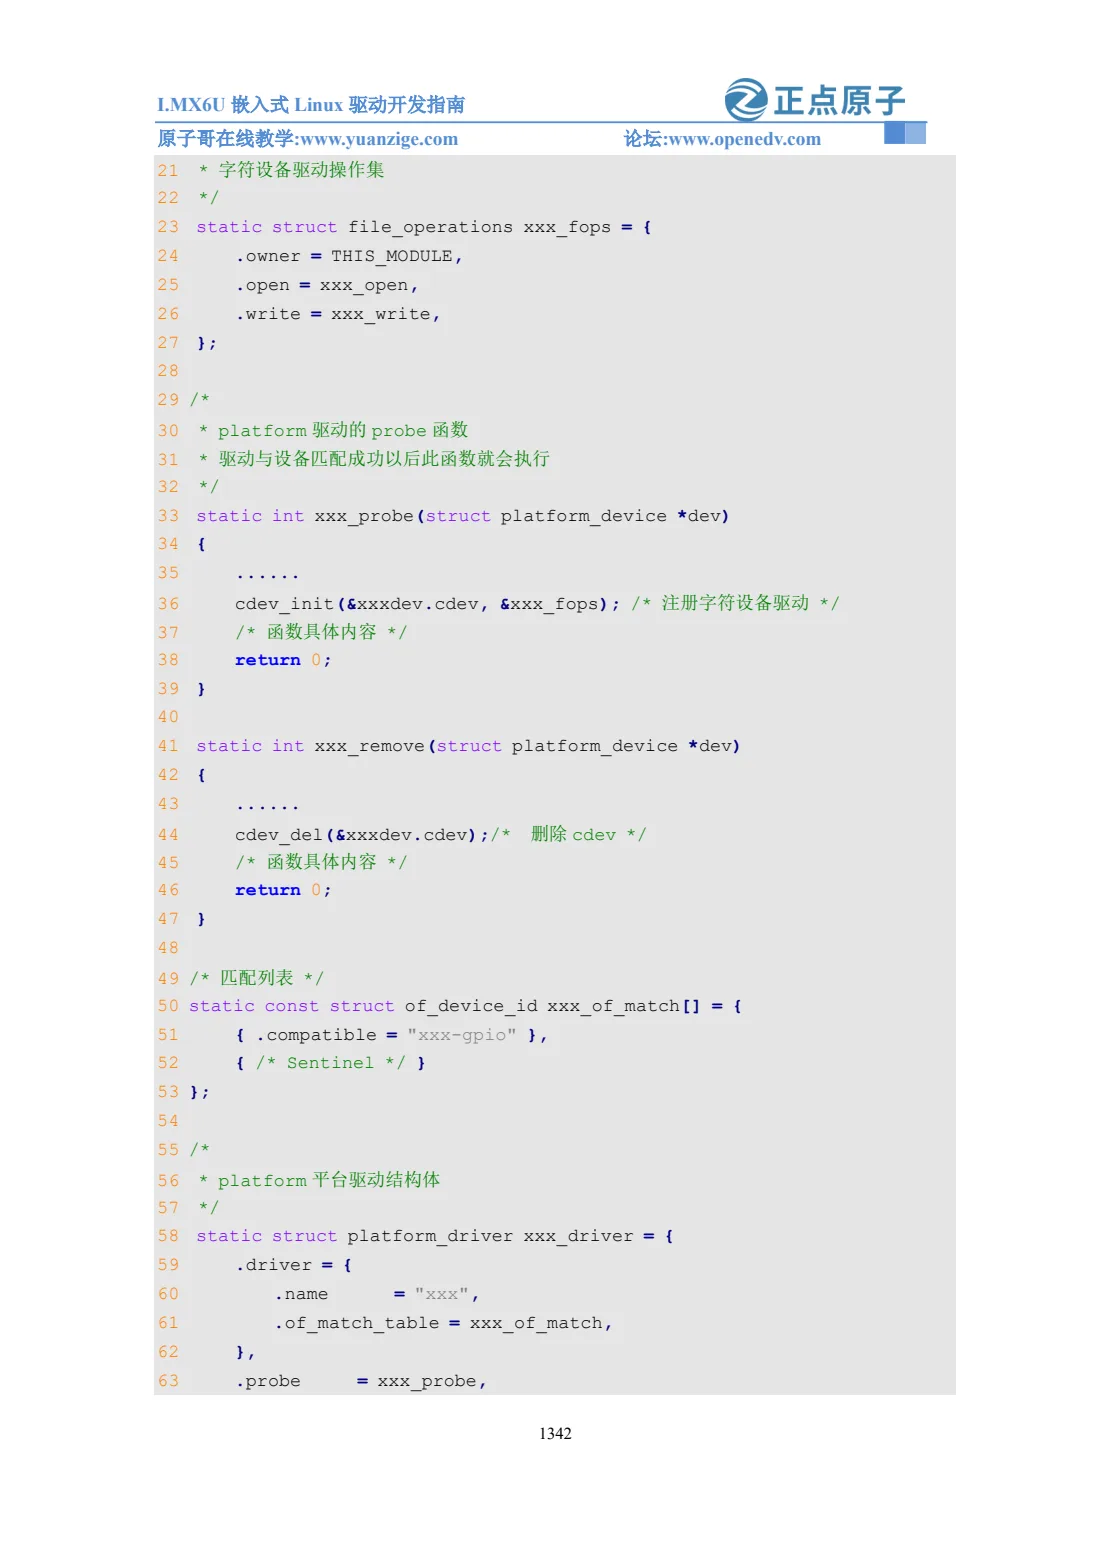 I.MX6U 嵌入式 Linux 驱动开发指南
正点原子
原子哥在线教学:www.yuanzige.com 论坛:www.openedv.com
21 * 字符设备驱动操作集
22 */
23 static struct file_operations xxx_fops = {
24 .owner = THIS_MODULE,
25 .open = xxx_open,
26 .write = xxx_write,
27 };
28
29 /*
30 * platform 驱动的 probe 函数
31 * 驱动与设备匹配成功以后此函数就会执行
32 */
33 static int xxx_probe(struct platform_device *dev)
34 {
35 ......
36 cdev_init(&xxxdev.cdev, &xxx_fops); /* 注册字符设备驱动 */
37 /* 函数具体内容 */
38 return 0;
39 }
40
41 static int xxx_remove(struct platform_device *dev)
42 {
43 ......
44 cdev_del(&xxxdev.cdev);/* 删除 cdev */
45 /* 函数具体内容 */
46 return 0;
47 }
48
49 /* 匹配列表 */
50 static const struct of_device_id xxx_of_match[] = {
51 { .compatible = "xxx-gpio" },
52 { /* Sentinel */ }
53 };
54
55 /*
56 * platform 平台驱动结构体
57 */
58 static struct platform_driver xxx_driver = {
59 .driver = {
60 .name = "xxx",
61 .of_match_table = xxx_of_match,
62 },
63 .probe = xxx_probe,
1342